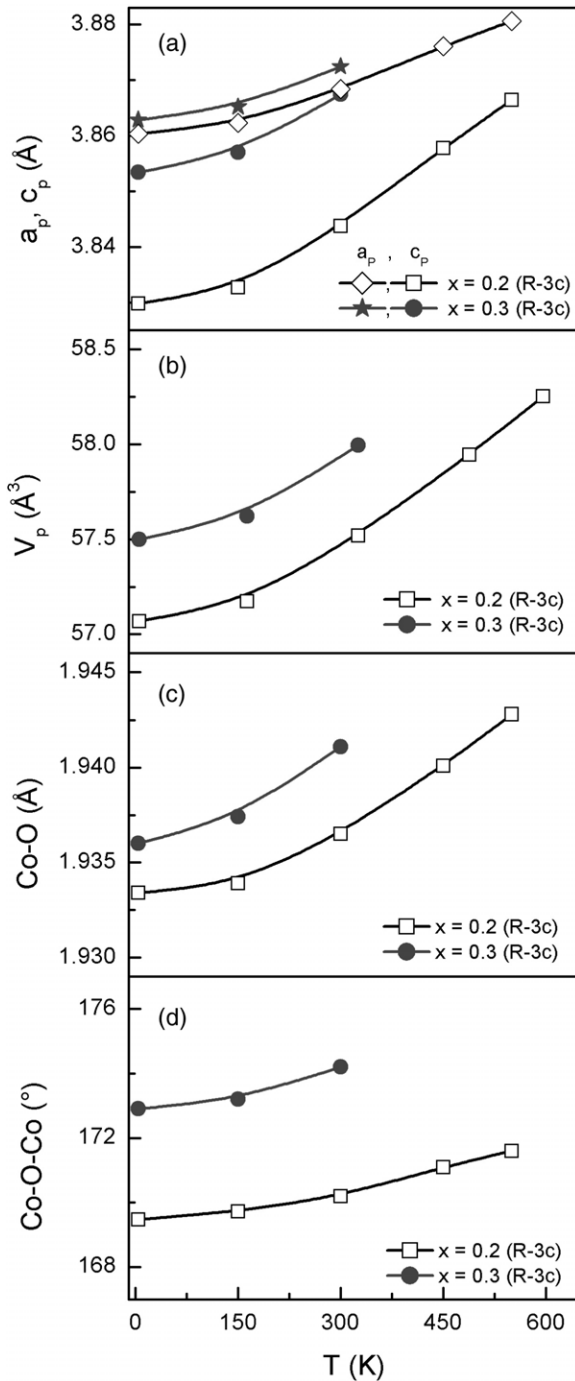 (a)
3.88
3.86
3.84
a_p, c_p (Å)
a_P , c_P
x = 0.2 (R-3c)
x = 0.3 (R-3c)
(b)
58.5
58.0
57.5
57.0
V_p (Å³)
x = 0.2 (R-3c)
x = 0.3 (R-3c)
(c)
1.945
1.940
1.935
1.930
Co-O (Å)
x = 0.2 (R-3c)
x = 0.3 (R-3c)
(d)
176
172
168
Co-O-Co (°)
x = 0.2 (R-3c)
x = 0.3 (R-3c)
0 150 300 450 600
T (K)